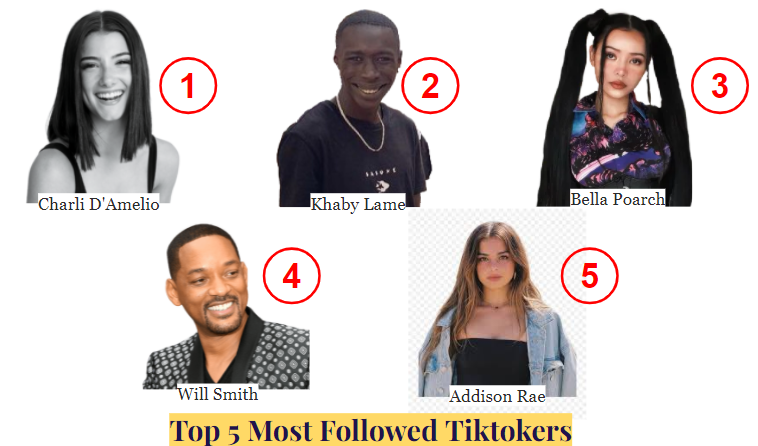 1
2
3
Charli D'Amelio
Khaby Lame
Bella Poarch
4
5
Will Smith
Addison Rae
Top 5 Most Followed Tiktokers